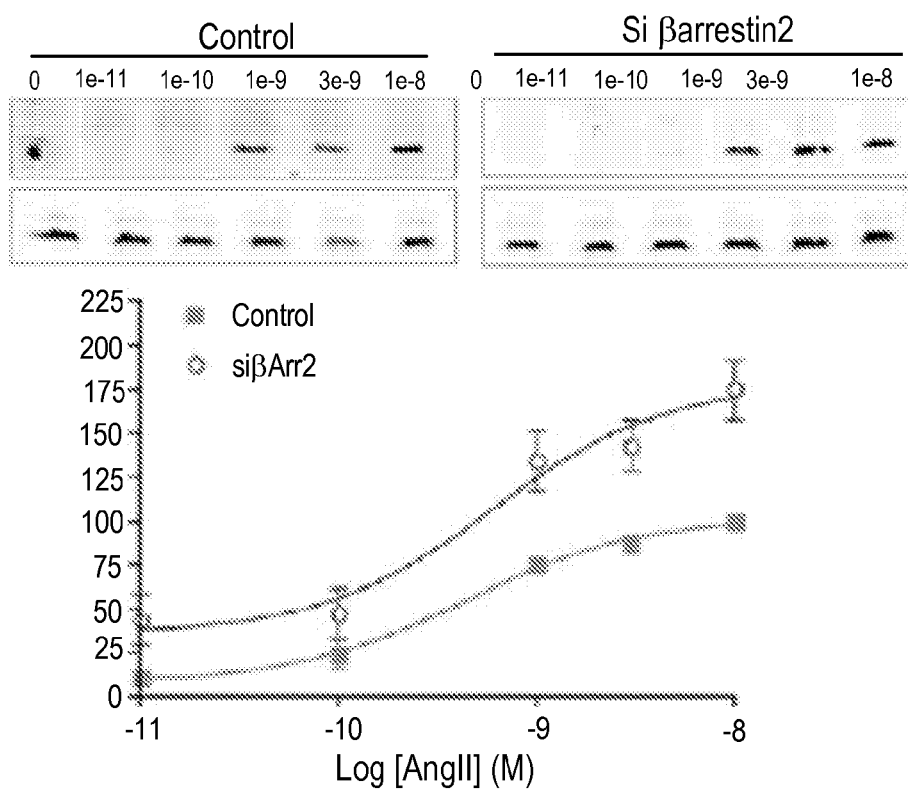 Control
Si βarrestin2
0 1e-11 1e-10 1e-9 3e-9 1e-8
0 1e-11 1e-10 1e-9 3e-9 1e-8
225
200
175
150
125
100
75
50
25
0
Control
siβArr2
-11 -10 -9 -8
Log [AngII] (M)